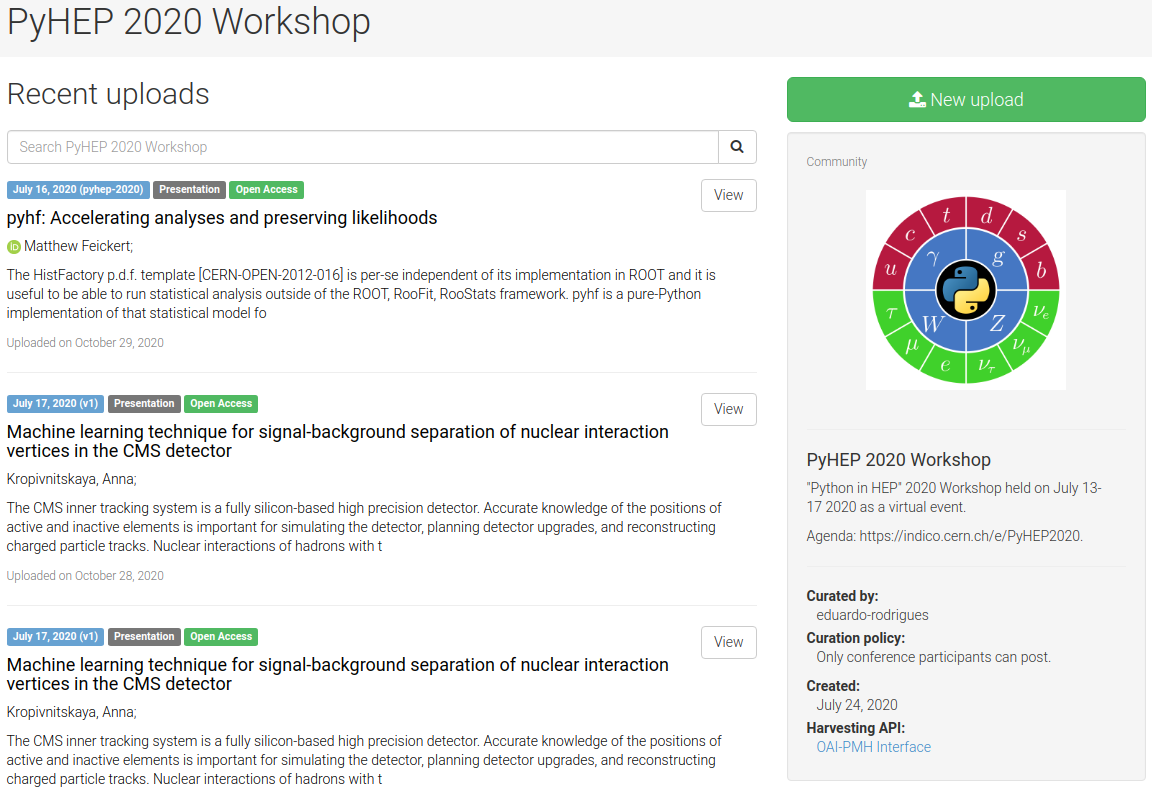 PyHEP 2020 Workshop
Recent uploads
Search PyHEP 2020 Workshop
July 16, 2020 (pyhep-2020) Presentation Open Access
View
pyhf: Accelerating analyses and preserving likelihoods
iD Matthew Feickert;
The HistFactory p.d.f. template [CERN-OPEN-2012-016] is per-se independent of its implementation in ROOT and it is
useful to be able to run statistical analysis outside of the ROOT, RooFit, RooStats framework. pyhf is a pure-Python
implementation of that statistical model fo
Uploaded on October 29, 2020
July 17, 2020 (v1) Presentation Open Access
View
Machine learning technique for signal-background separation of nuclear interaction
vertices in the CMS detector
Kropivnitskaya, Anna;
The CMS inner tracking system is a fully silicon-based high precision detector. Accurate knowledge of the positions of
active and inactive elements is important for simulating the detector, planning detector upgrades, and reconstructing
charged particle tracks. Nuclear interactions of hadrons with t
Uploaded on October 28, 2020
July 17, 2020 (v1) Presentation Open Access
View
Machine learning technique for signal-background separation of nuclear interaction
vertices in the CMS detector
Kropivnitskaya, Anna;
The CMS inner tracking system is a fully silicon-based high precision detector. Accurate knowledge of the positions of
active and inactive elements is important for simulating the detector, planning detector upgrades, and reconstructing
charged particle tracks. Nuclear interactions of hadrons with t
New upload
Community
u c t d s b
τ μ e ν_τ ν_μ ν_e
γ g W Z
PyHEP 2020 Workshop
"Python in HEP" 2020 Workshop held on July 13-
17 2020 as a virtual event.
Agenda: https://indico.cern.ch/e/PyHEP2020.
Curated by:
eduardo-rodrigues
Curation policy:
Only conference participants can post.
Created:
July 24, 2020
Harvesting API:
OAI-PMH Interface